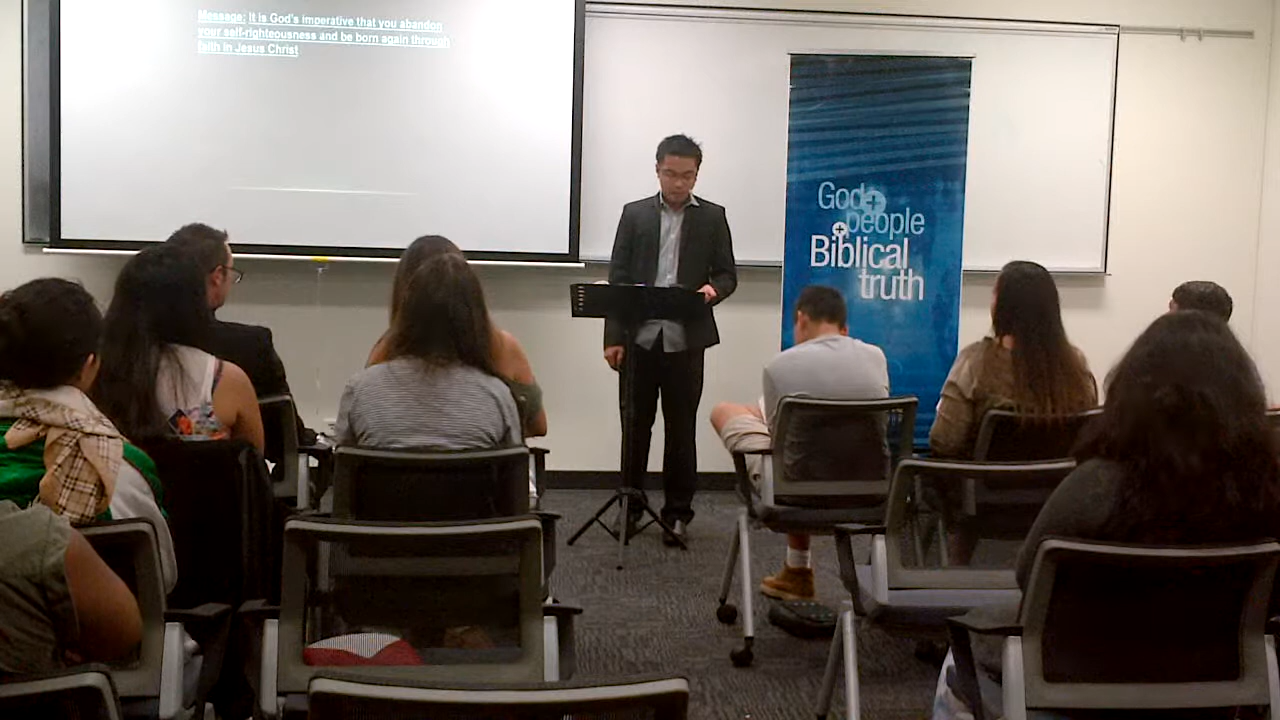 Message: It is God's imperative that you abandon
your self-righteousness and be born again through
faith in Jesus Christ
God+
people
+
Biblical
truth